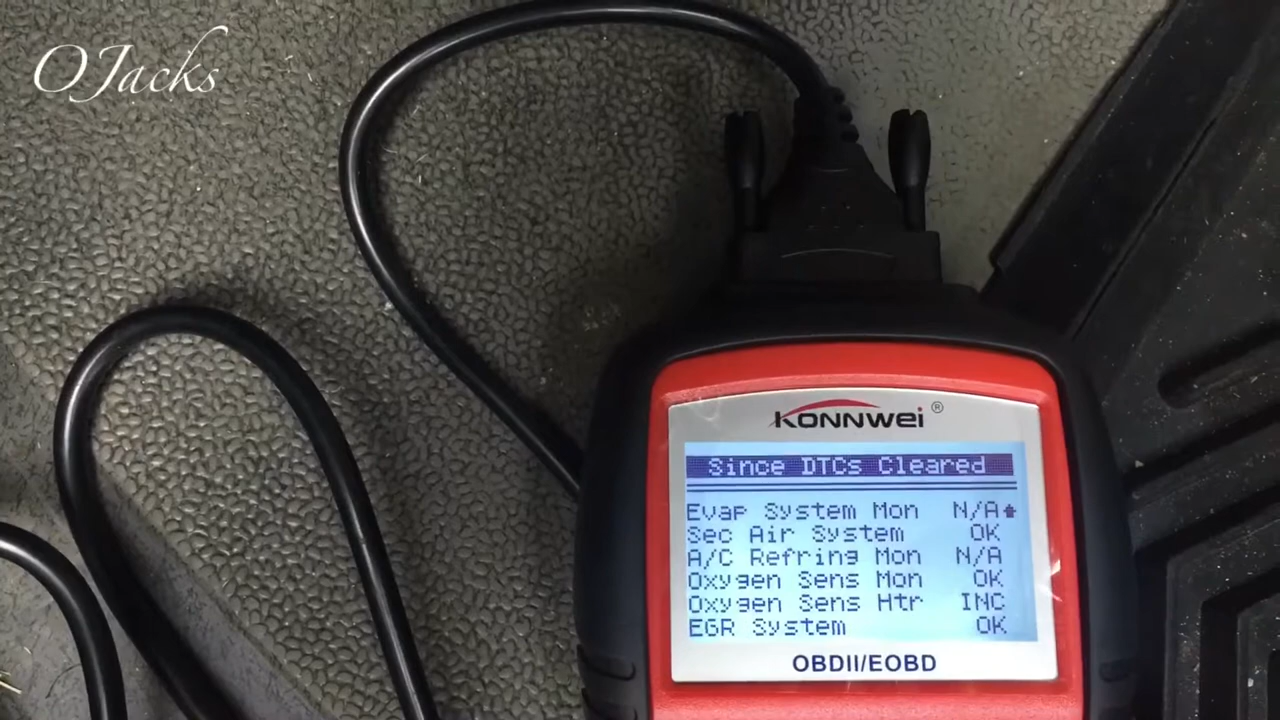 OJacks
KONNWEI ®
Since DTCs Cleared
Evap System Mon N/A
Sec Air System OK
A/C Refring Mon N/A
Oxygen Sens Mon OK
Oxygen Sens Htr INC
EGR System OK
OBDII/EOBD